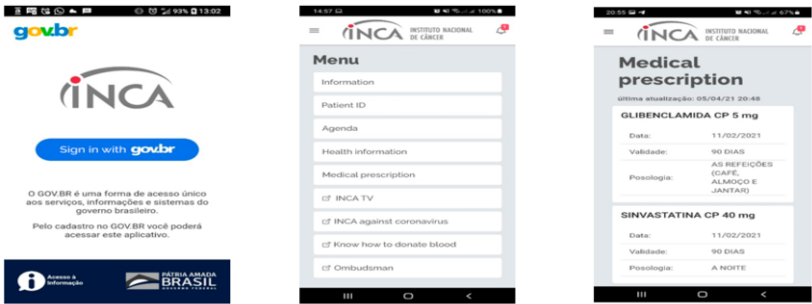 93% 13:02
gov.br
INCA
Sign in with gov.br
O GOV.BR é uma forma de acesso único
aos serviços, informações e sistemas do
governo brasileiro.
Pelo cadastro no GOV.BR você poderá
acessar este aplicativo.
Acesso à
Informação
PÁTRIA AMADA
BRASIL
GOVERNO FEDERAL
14:57 100%
INCA INSTITUTO NACIONAL
DE CÂNCER
Menu
Information
Patient ID
Agenda
Health information
Medical prescription
INCA TV
INCA against coronavirus
Know how to donate blood
Ombudsman
20:55 67%
INCA INSTITUTO NACIONAL
DE CÂNCER
Medical
prescription
última atualização: 05/04/21 20:48
GLIBENCLAMIDA CP 5 mg
Data: 11/02/2021
Validade: 90 DIAS
Posologia: AS REFEIÇÕES
(CAFÉ,
ALMOÇO E
JANTAR)
SINVASTATINA CP 40 mg
Data: 11/02/2021
Validade: 90 DIAS
Posologia: A NOITE